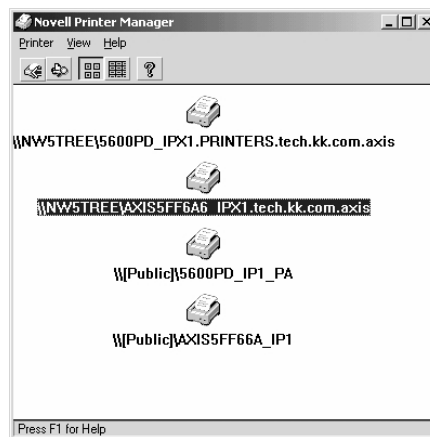 Novell Printer Manager
Printer View Help
\\NW5TREE\5600PD_IPX1.PRINTERS.tech.kk.com.axis
\\NW5TREE\AXIS5FF6A6_IPX1.tech.kk.com.axis
\\[Public]\5600PD_IP1_PA
\\[Public]\AXIS5FF66A_IP1
Press F1 for Help